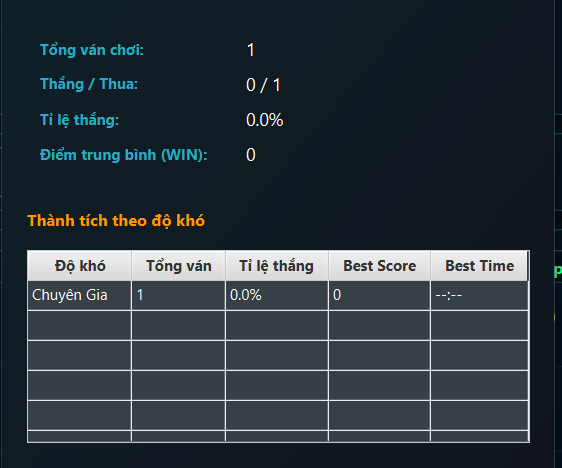 Tổng ván chơi: 1
Thắng / Thua: 0 / 1
Tỉ lệ thắng: 0.0%
Điểm trung bình (WIN): 0
Thành tích theo độ khó
Độ khó Tổng ván Tỉ lệ thắng Best Score Best Time
Chuyên Gia 1 0.0% 0 --:--